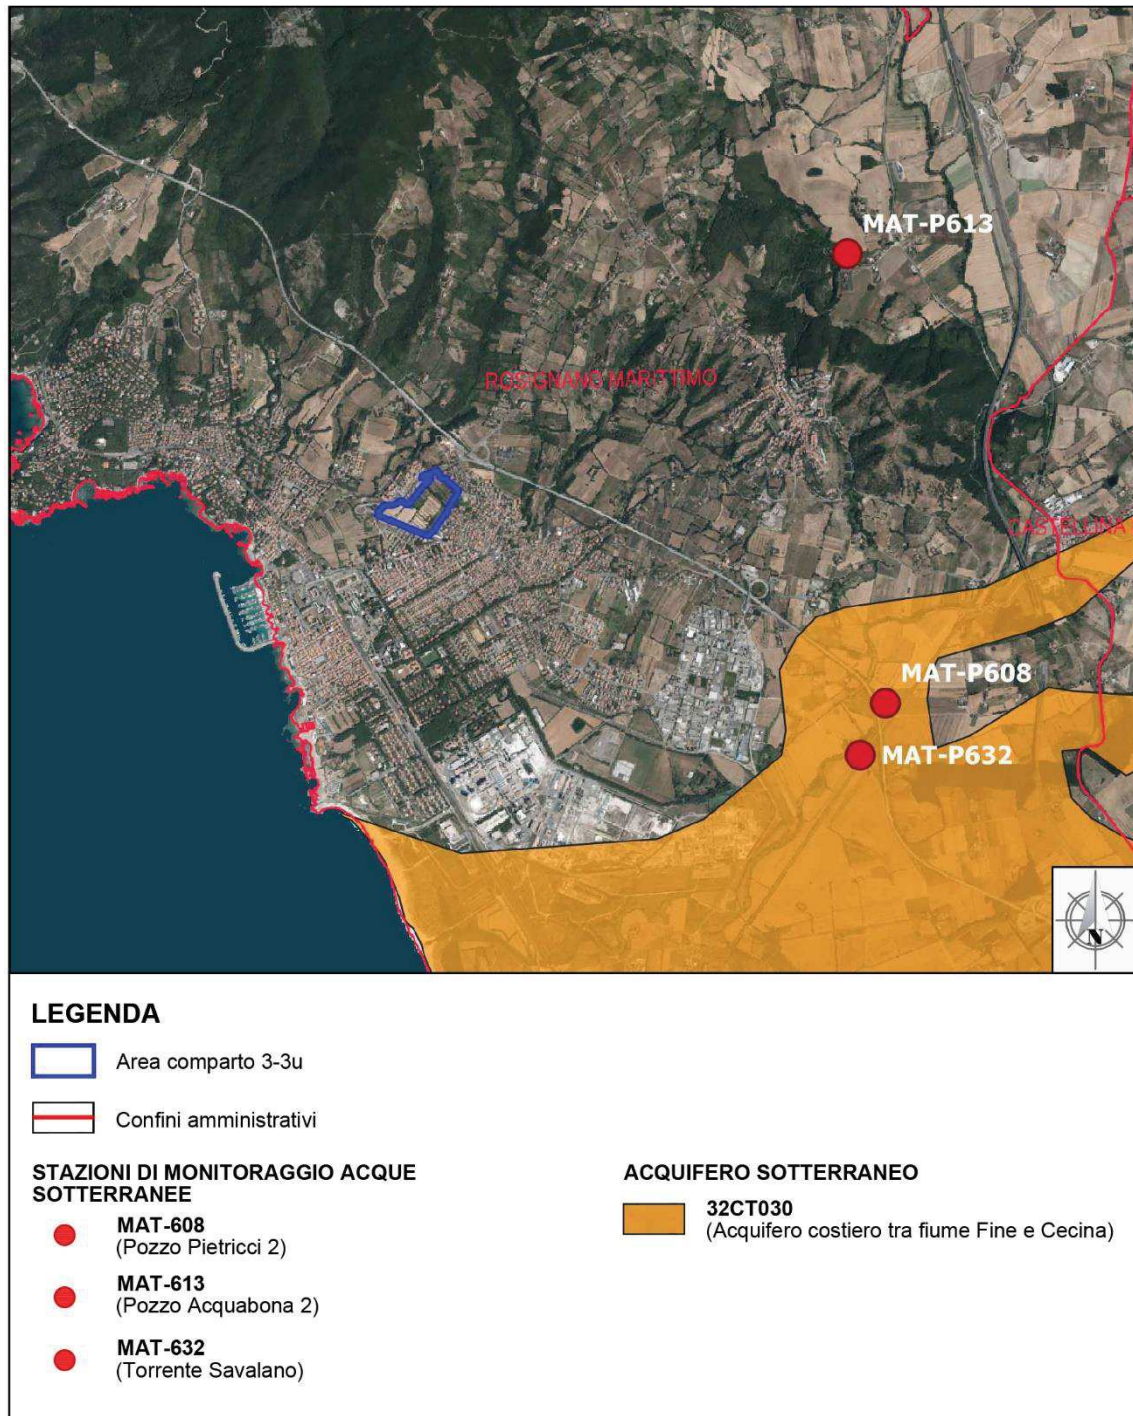 MAT-P613
ROSIGNANO MARITTIMO
CASTELLINA
MAT-P608
MAT-P632
N
LEGENDA
Area comparto 3-3u
Confini amministrativi
STAZIONI DI MONITORAGGIO ACQUE
SOTTERRANEE
MAT-608
(Pozzo Pietricci 2)
MAT-613
(Pozzo Acquabona 2)
MAT-632
(Torrente Savalano)
ACQUIFERO SOTTERRANEO
32CT030
(Acquifero costiero tra fiume Fine e Cecina)